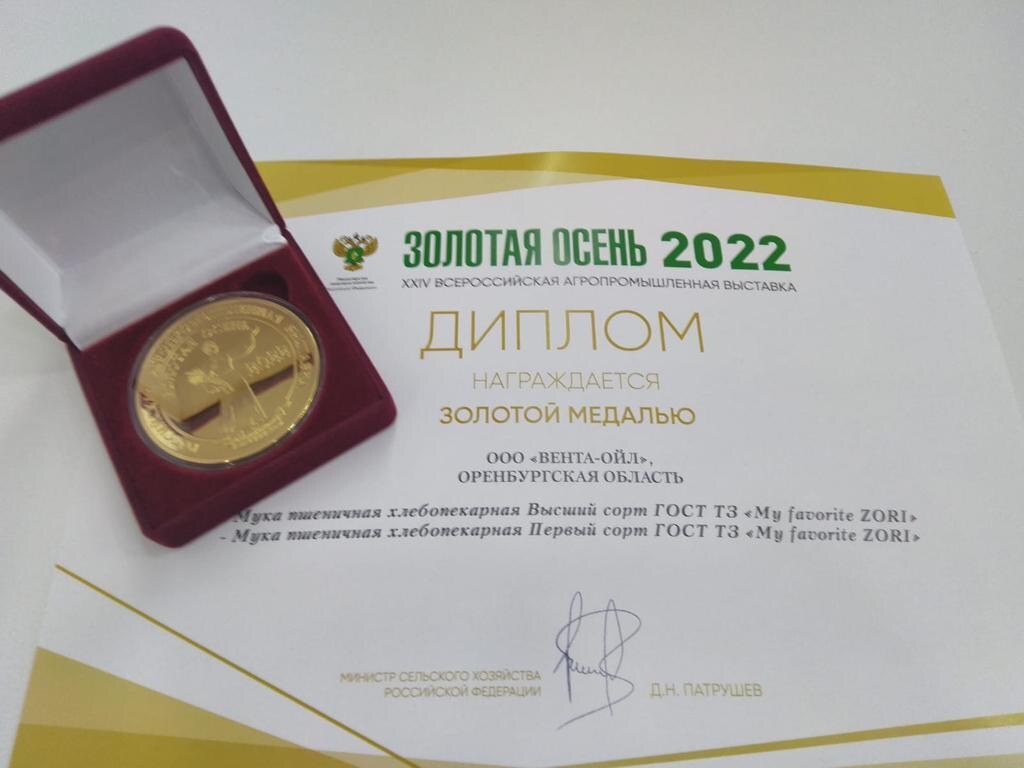 ЗОЛОТАЯ ОСЕНЬ 2022
XXIV ВСЕРОССИЙСКАЯ АГРОПРОМЫШЛЕННАЯ ВЫСТАВКА
ДИПЛОМ
НАГРАЖДАЕТСЯ
ЗОЛОТОЙ МЕДАЛЬЮ
ООО «ВЕНТА-ОЙЛ»,
ОРЕНБУРГСКАЯ ОБЛАСТЬ
Мука пшеничная хлебопекарная Высший сорт ГОСТ ТЗ «My favorite ZORI»
- Мука пшеничная хлебопекарная Первый сорт ГОСТ ТЗ «My favorite ZORI»
МИНИСТР СЕЛЬСКОГО ХОЗЯЙСТВА
РОССИЙСКОЙ ФЕДЕРАЦИИ
Д.Н. ПАТРУШЕВ